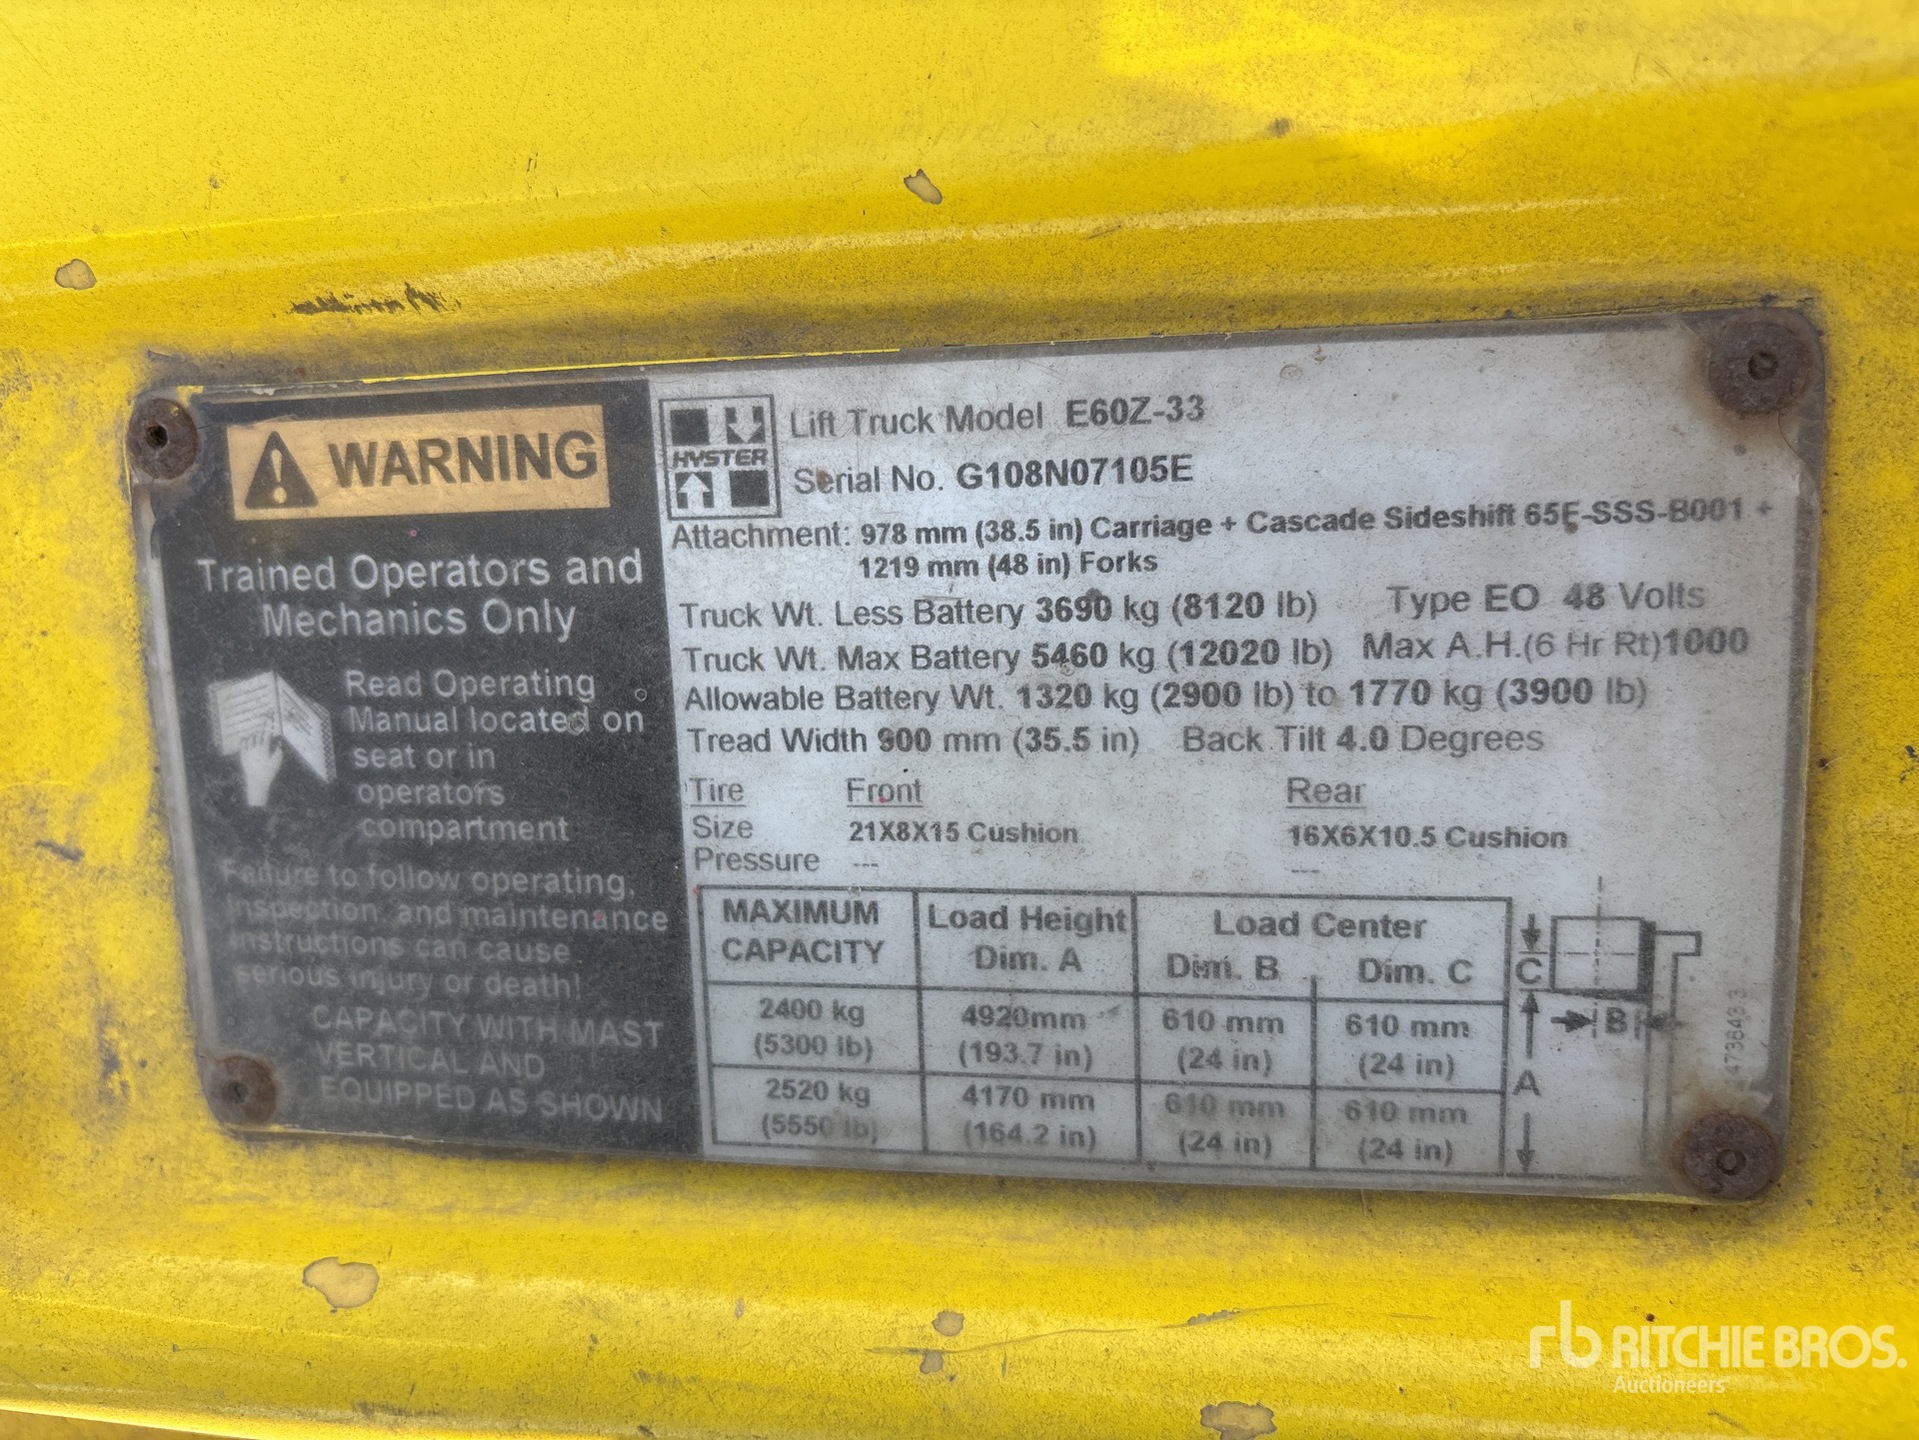 WARNING
Trained Operators and
Mechanics Only
Read Operating
Manual located on
seat or in
operators
compartment
Failure to follow operating,
inspection, and maintenance
instructions can cause
serious injury or death!
CAPACITY WITH MAST
VERTICAL AND
EQUIPPED AS SHOWN
HYSTER
Lift Truck Model E60Z-33
Serial No. G108N07105E
Attachment: 978 mm (38.5 in) Carriage + Cascade Sideshift 65F-SSS-B001 +
1219 mm (48 in) Forks
Truck Wt. Less Battery 3690 kg (8120 lb) Type EO 48 Volts
Truck Wt. Max Battery 5460 kg (12020 lb) Max A.H.(6 Hr Rt)1000
Allowable Battery Wt. 1320 kg (2900 lb) to 1770 kg (3900 lb)
Tread Width 900 mm (35.5 in) Back Tilt 4.0 Degrees
Tire Front Rear
Size 21X8X15 Cushion 16X6X10.5 Cushion
Pressure --- ---
MAXIMUM CAPACITY Load Height Dim. A Load Center Dim. B Dim. C
2400 kg (5300 lb) 4920mm (193.7 in) 610 mm (24 in) 610 mm (24 in)
2520 kg (5550 lb) 4170 mm (164.2 in) 610 mm (24 in) 610 mm (24 in)
C
B
A
rb RITCHIE BROS.
Auctioneers